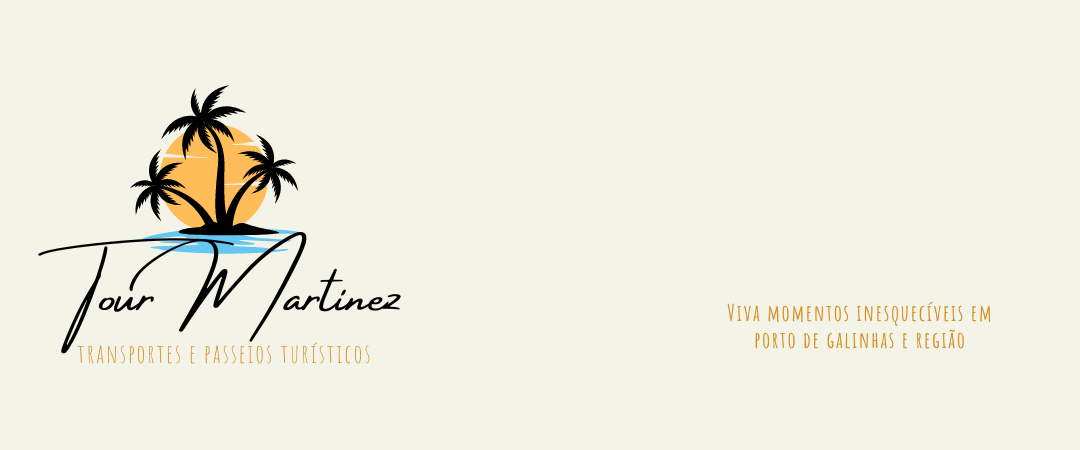 Tour Martinez
TRANSPORTES E PASSEIOS TURÍSTICOS
VIVA MOMENTOS INESQUECÍVEIS EM
PORTO DE GALINHAS E REGIÃO